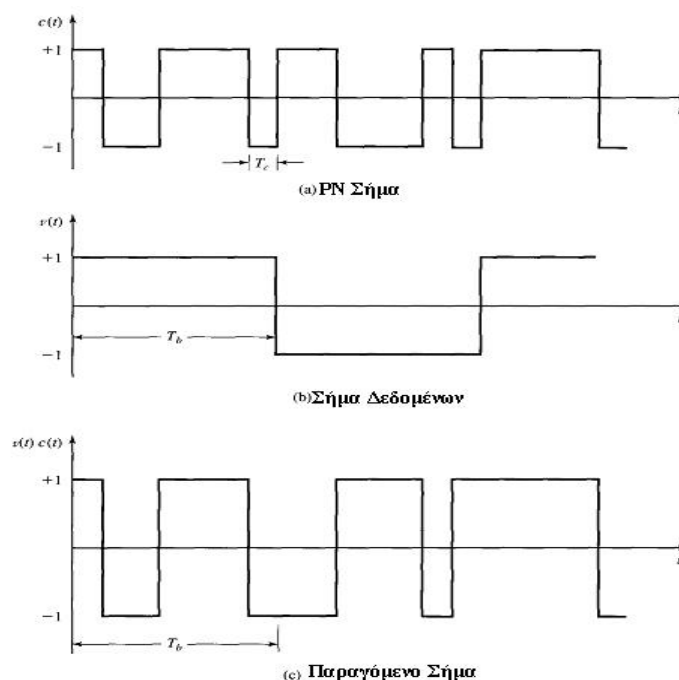 c(t)
+1
−1
T_c
(a) PN Σήμα
v(t)
+1
T_b
−1
(b) Σήμα Δεδομένων
v(t) c(t)
+1
−1
T_b
(c) Παραγόμενο Σήμα